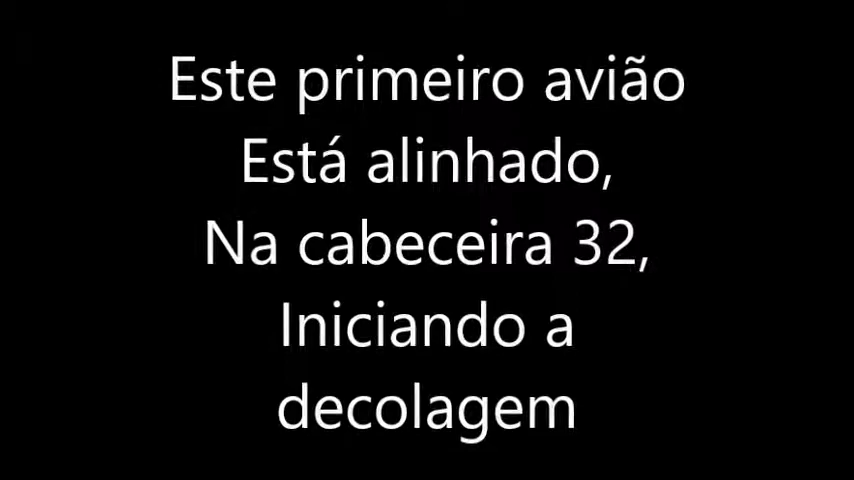 Este primeiro avião
Está alinhado,
Na cabeceira 32,
Iniciando a
decolagem